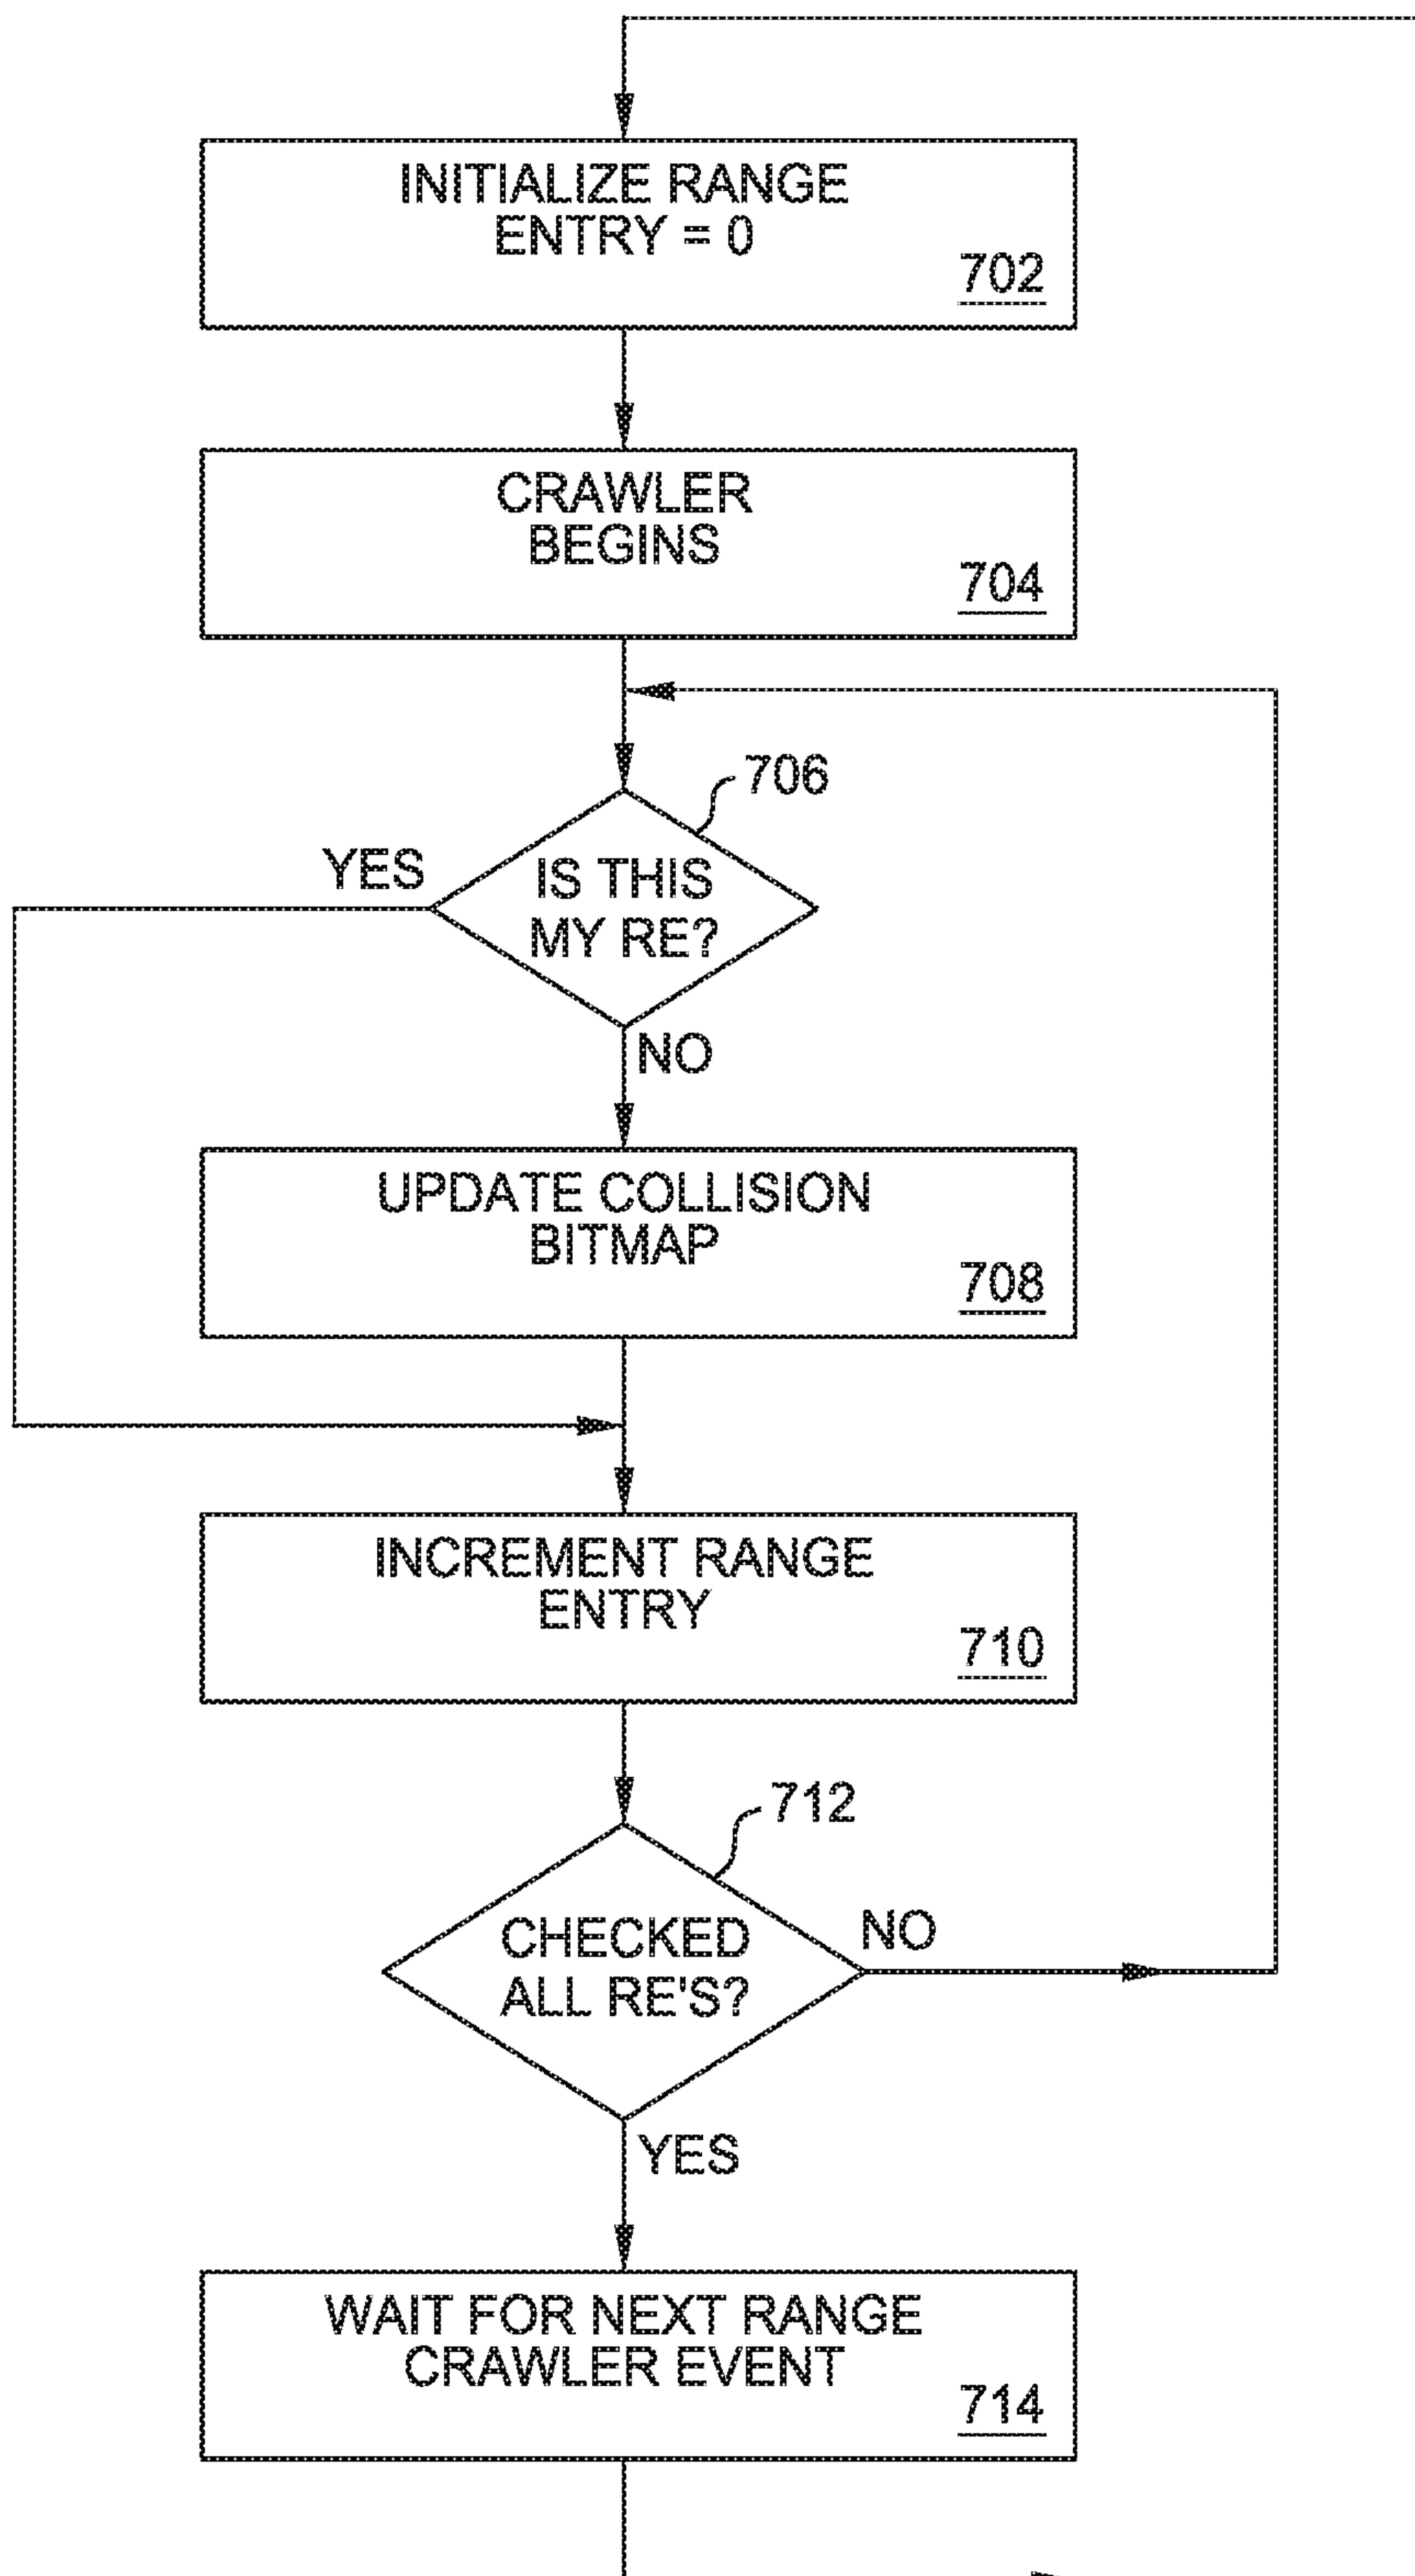 INITIALIZE RANGE
ENTRY = 0
702
CRAWLER
BEGINS
704
706
YES
IS THIS
MY RE?
NO
UPDATE COLLISION
BITMAP
708
INCREMENT RANGE
ENTRY
710
712
CHECKED
ALL RE'S?
NO
YES
WAIT FOR NEXT RANGE
CRAWLER EVENT
714